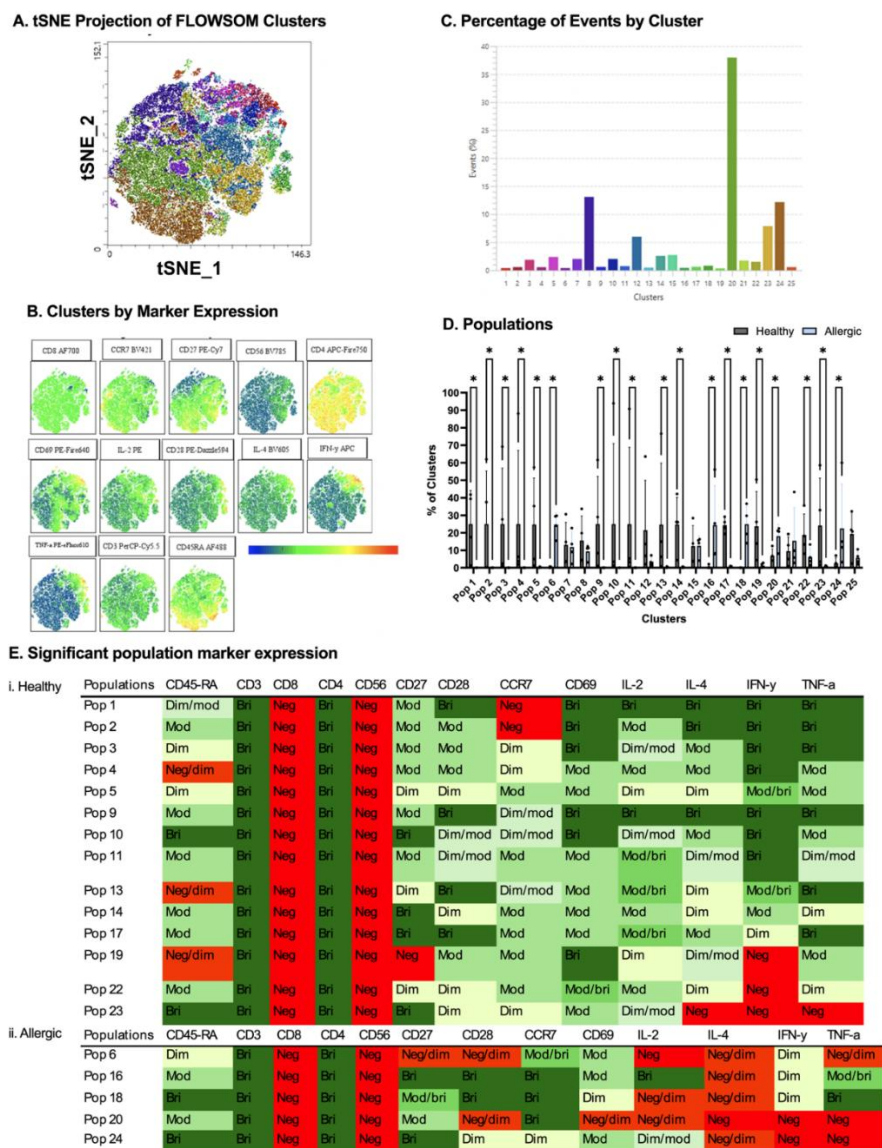 A. tSNE Projection of FLOWSOM Clusters
152.1
tSNE_2
0
0
146.3
tSNE_1
C. Percentage of Events by Cluster
40
35
30
25
20
15
10
5
0
Events (%)
1 2 3 4 5 6 7 8 9 10 11 12 13 14 15 16 17 18 19 20 21 22 23 24 25
Clusters
B. Clusters by Marker Expression
CD8 AF700 CCR7 BV421 CD27 PE-Cy7 CD56 BV785 CD4 APC-Fire750
CD69 PE-Fire640 IL-2 PE CD28 PE-Dazzle594 IL-4 BV605 IFN-y APC
CD3 PerCP-Cy5.5 CD45RA AF488
D. Populations
Healthy Allergic
* * * * * * * * * * * * * * * * * * *
100
90
80
70
60
50
40
30
20
10
0
% of Clusters
Pop 1 Pop 2 Pop 3 Pop 4 Pop 5 Pop 6 Pop 7 Pop 8 Pop 9 Pop 10 Pop 11 Pop 12 Pop 13 Pop 14 Pop 15 Pop 16 Pop 17 Pop 18 Pop 19 Pop 20 Pop 21 Pop 22 Pop 23 Pop 24 Pop 25
Clusters
E. Significant population marker expression
i. Healthy Populations CD45-RA CD3 CD8 CD4 CD56 CD27 CD28 CCR7 CD69 IL-2 IL-4 IFN-y TNF-a
Pop 1 Dim/mod Bri Neg Bri Neg Mod Bri Neg Bri Bri Bri Bri Bri
Pop 2 Mod Bri Neg Bri Neg Mod Mod Neg Bri Mod Bri Bri Bri
Pop 3 Dim Bri Neg Bri Neg Mod Mod Dim Bri Dim/mod Mod Bri Bri
Pop 4 Neg/dim Bri Neg Bri Neg Mod Mod Dim Mod Mod Mod Bri Mod
Pop 5 Dim Bri Neg Bri Neg Dim Dim Mod Mod Dim Dim Mod/bri Mod
Pop 9 Mod Bri Neg Bri Neg Mod Bri Dim/mod Bri Bri Bri Bri Bri
Pop 10 Bri Bri Neg Bri Neg Bri Dim/mod Dim/mod Bri Dim/mod Mod Bri Mod
Pop 11 Mod Bri Neg Bri Neg Mod Dim/mod Mod Mod Mod/bri Dim/mod Bri Dim/mod
Pop 13 Neg/dim Bri Neg Bri Neg Dim Bri Dim/mod Mod Mod/bri Dim Mod/bri Bri
Pop 14 Mod Bri Neg Bri Neg Bri Dim Mod Mod Mod Dim Mod Dim
Pop 17 Mod Bri Neg Bri Neg Bri Bri Mod Mod Mod/bri Mod Dim Bri
Pop 19 Neg/dim Bri Neg Bri Neg Neg Mod Mod Bri Dim Dim/mod Neg Mod
Pop 22 Mod Bri Neg Bri Neg Dim Dim Mod Mod/bri Mod Dim Neg Dim
Pop 23 Bri Bri Neg Bri Neg Bri Dim Dim Mod Dim/mod Neg Neg Neg
ii. Allergic Populations CD45-RA CD3 CD8 CD4 CD56 CD27 CD28 CCR7 CD69 IL-2 IL-4 IFN-y TNF-a
Pop 6 Dim Bri Neg Bri Neg Neg/dim Neg/dim Mod/bri Mod Neg Neg/dim Dim Neg/dim
Pop 16 Mod Bri Neg Bri Neg Bri Bri Bri Mod Bri Neg/dim Dim Mod/bri
Pop 18 Bri Bri Neg Bri Neg Mod/bri Bri Bri Dim Neg/dim Neg/dim Dim Bri
Pop 20 Mod Bri Neg Bri Neg Mod Neg/dim Bri Neg/dim Neg/dim Neg Neg Neg
Pop 24 Bri Bri Neg Bri Neg Bri Dim Dim Mod Dim/mod Neg/dim Dim Neg